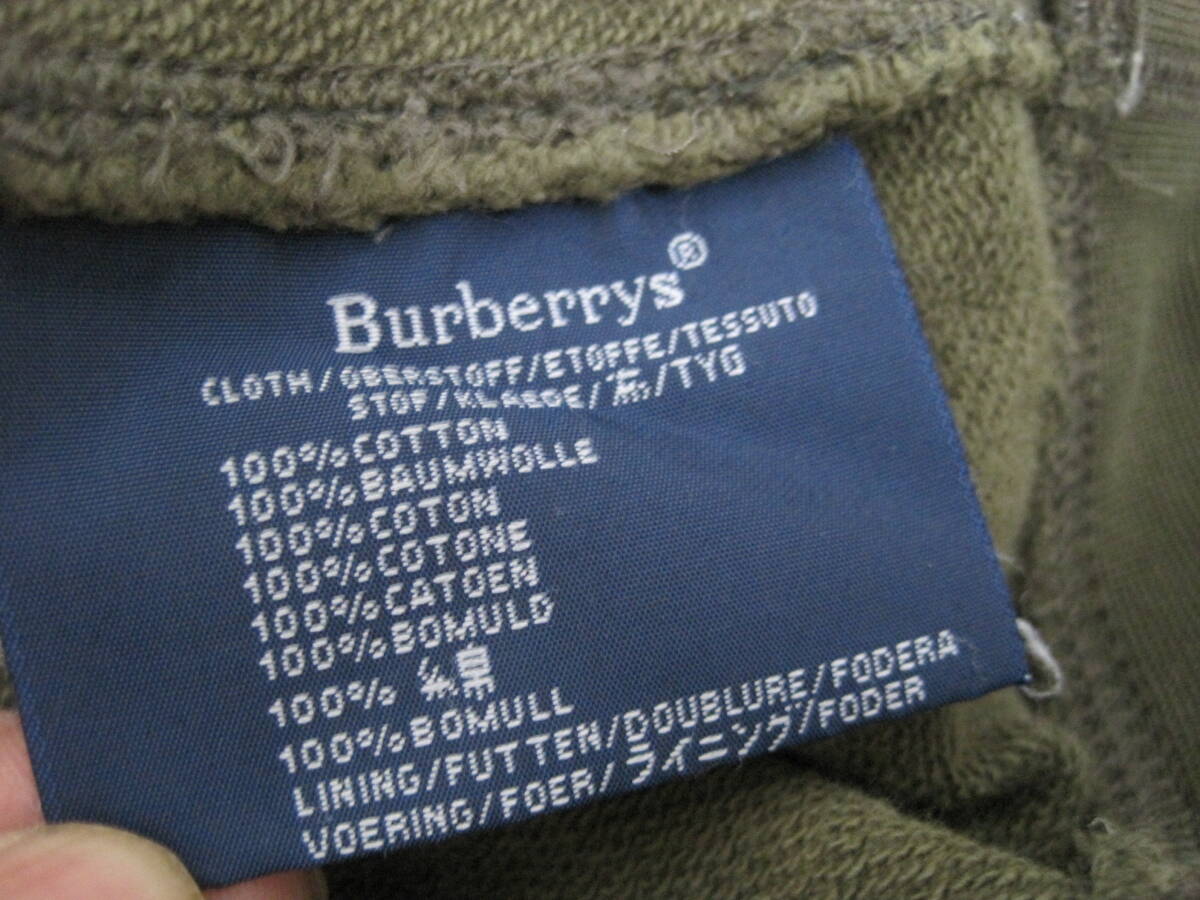 Burberrys®
CLOTH/OBERSTOFF/ETOFFE/TESSUTO
STOF/KLAEDE/布/TYG
100%COTTON
100%BAUMWOLLE
100%COTON
100%COTONE
100%CATOEN
100%BOMULD
100% 綿
100%BOMULL
LINING/FUTTEN/DOUBLURE/FODERA
VOERING/FOER/ライニング/FODER